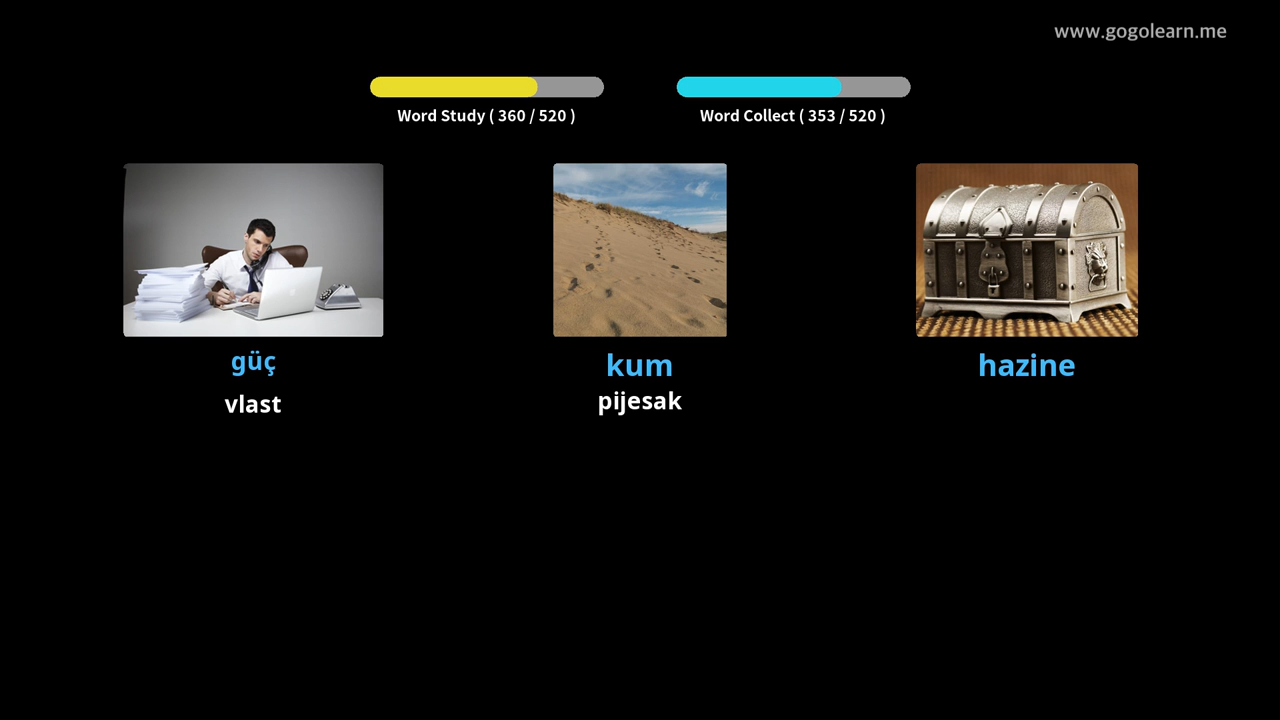 www.gogolearn.me
Word Study ( 360 / 520 )
Word Collect ( 353 / 520 )
güç
vlast
kum
pijesak
hazine